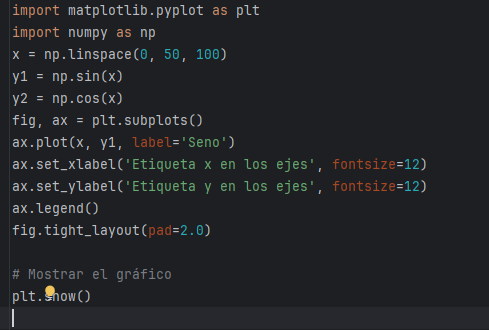 import matplotlib.pyplot as plt
import numpy as np
x = np.linspace(0, 50, 100)
y1 = np.sin(x)
y2 = np.cos(x)
fig, ax = plt.subplots()
ax.plot(x, y1, label='Seno')
ax.set_xlabel('Etiqueta x en los ejes', fontsize=12)
ax.set_ylabel('Etiqueta y en los ejes', fontsize=12)
ax.legend()
fig.tight_layout(pad=2.0)
# Mostrar el gráfico
plt.show()